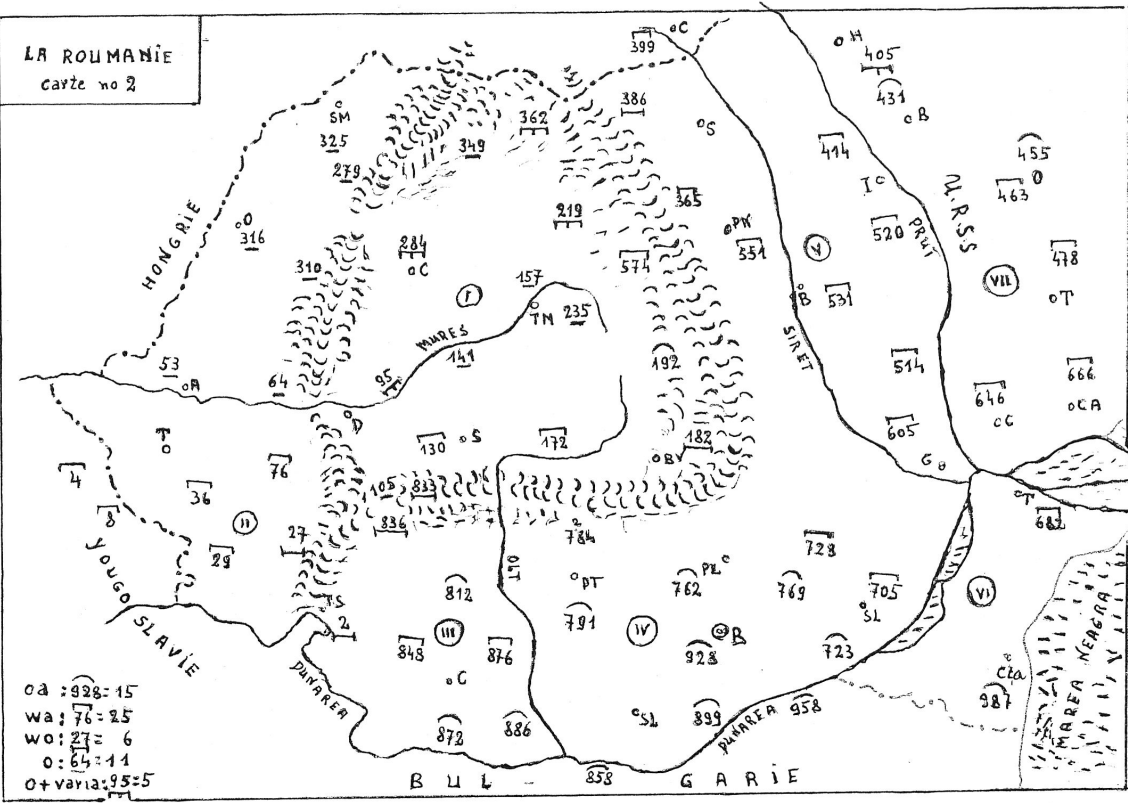 LA ROUMANIE
carte no 2
399
C
H
405
431
B
SM
325
279
349
362
386
S
414
455
463
O
I
U.R.S.S
PRUT
HONGRIE
O
316
310
284
C
219
365
PN
551
574
V
520
478
VII
T
I
157
TM
235
MURES
141
B
531
SIRET
53
A
64
95
D
192
514
646
C
666
CA
T
4
8
36
76
130
S
172
182
BV
605
G
T
682
II
29
27
105
833
836
784
728
YOUGO
SLAVIE
TS
2
DUNAREA
812
OLT
PT
791
762
PL
769
705
SL
VI
III
848
876
IV
928
B
723
C
872
886
SL
899
DUNAREA
958
Cta
987
MAREA NEAGRA
858
BUL - GARIE
oa : 928 = 15
wa : 76 = 25
wo : 27 = 6
o : 64 = 11
o + varia : 95 = 5